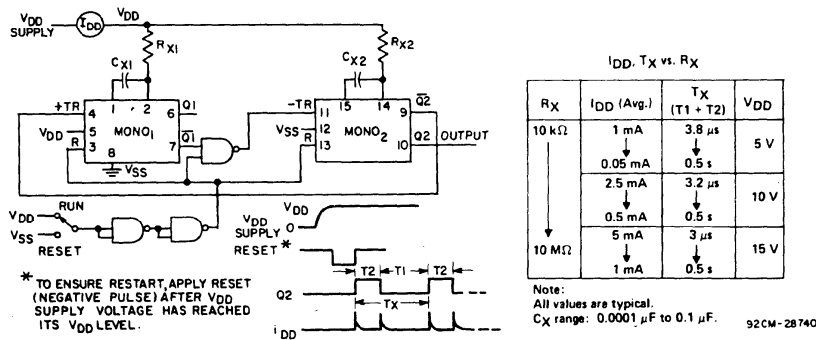 VDD SUPPLY
IDD
VDD
RX1
RX2
CX1
CX2
+TR
4
1
2
6
Q1
VDD
5
MONO1
R
3
8
7
Q1
VSS
-TR
11
15
14
9
Q2
VSS
12
MONO2
R
13
10
Q2
OUTPUT
RUN
VDD
VSS
RESET
VDD SUPPLY
VDD
0
RESET *
T2
T1
T2
Q2
TX
iDD
* TO ENSURE RESTART, APPLY RESET
(NEGATIVE PULSE) AFTER VDD
SUPPLY VOLTAGE HAS REACHED
ITS VDD LEVEL.
IDD, TX vs. RX
RX
IDD (Avg.)
TX (T1 + T2)
VDD
10 kΩ
1 mA
3.8 μs
5 V
0.05 mA
0.5 s
2.5 mA
3.2 μs
10 V
0.5 mA
0.5 s
5 mA
3 μs
15 V
10 MΩ
1 mA
0.5 s
Note:
All values are typical.
CX range: 0.0001 μF to 0.1 μF.
92CM-28740